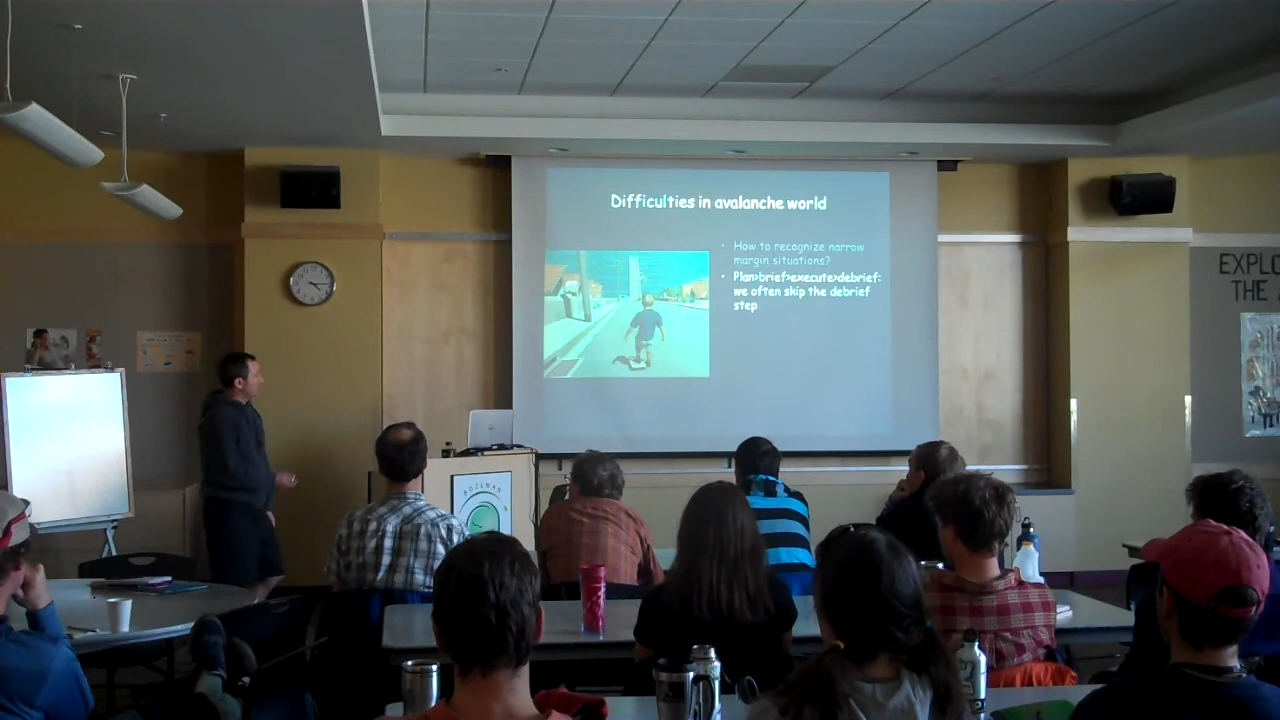 Difficulties in avalanche world
• How to recognize narrow
margin situations?
• Plan>brief>execute>debrief:
we often skip the debrief
step
EXPLO
THE
BOZEMAN